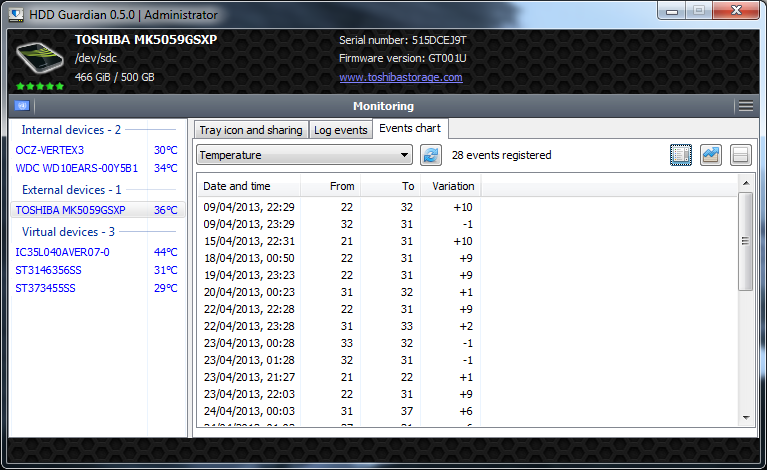 HDD Guardian 0.5.0 | Administrator
TOSHIBA MK5059GSXP
/dev/sdc
466 GiB / 500 GB
Serial number: 515DCEJ9T
Firmware version: GT001U
www.toshibastorage.com
Monitoring
Internal devices - 2
OCZ-VERTEX3 30°C
WDC WD10EARS-00Y5B1 34°C
External devices - 1
TOSHIBA MK5059GSXP 36°C
Virtual devices - 3
IC35L040AVER07-0 44°C
ST3146356SS 31°C
ST373455SS 29°C
Tray icon and sharing Log events Events chart
Temperature 28 events registered
Date and time From To Variation
09/04/2013, 22:29 22 32 +10
09/04/2013, 23:29 32 31 -1
15/04/2013, 22:31 21 31 +10
18/04/2013, 00:50 22 31 +9
19/04/2013, 23:23 22 31 +9
20/04/2013, 00:23 31 32 +1
22/04/2013, 22:28 22 31 +9
22/04/2013, 23:28 31 33 +2
23/04/2013, 00:28 33 32 -1
23/04/2013, 01:28 32 31 -1
23/04/2013, 21:27 21 22 +1
23/04/2013, 22:03 22 31 +9
24/04/2013, 00:03 31 37 +6